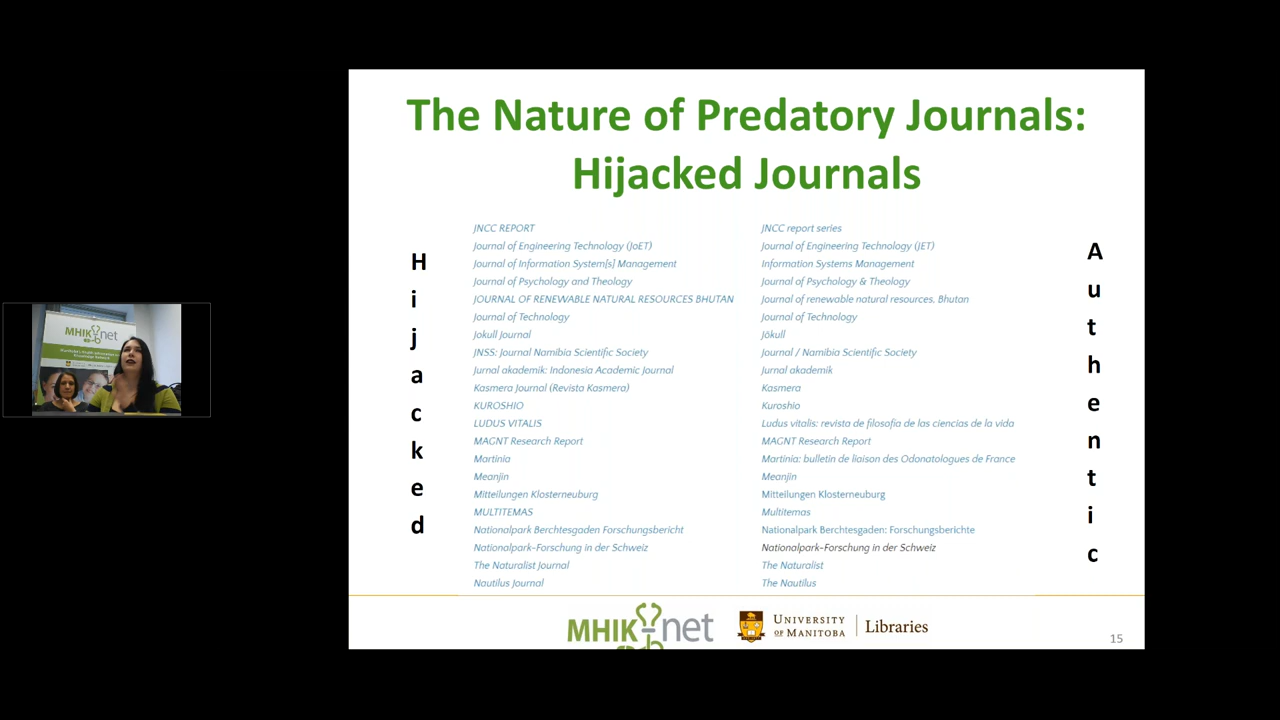 The Nature of Predatory Journals:
Hijacked Journals
Hijacked
JNCC REPORT
Journal of Engineering Technology (JoET)
Journal of Information System[s] Management
Journal of Psychology and Theology
JOURNAL OF RENEWABLE NATURAL RESOURCES BHUTAN
Journal of Technology
Jokull Journal
JNSS: Journal Namibia Scientific Society
Jurnal akademik: Indonesia Academic Journal
Kasmera Journal (Revista Kasmera)
KUROSHIO
LUDUS VITALIS
MAGNT Research Report
Martinia
Meanjin
Mitteilungen Klosterneuburg
MULTITEMAS
Nationalpark Berchtesgaden Forschungsbericht
Nationalpark-Forschung in der Schweiz
The Naturalist Journal
Nautilus Journal
JNCC report series
Journal of Engineering Technology (JET)
Information Systems Management
Journal of Psychology & Theology
Journal of renewable natural resources, Bhutan
Journal of Technology
Jökull
Journal / Namibia Scientific Society
Jurnal akademik
Kasmera
Kuroshio
Ludus vitalis: revista de filosofía de las ciencias de la vida
MAGNT Research Report
Martinia: bulletin de liaison des Odonatologues de France
Meanjin
Mitteilungen Klosterneuburg
Multitemas
Nationalpark Berchtesgaden: Forschungsberichte
Nationalpark-Forschung in der Schweiz
The Naturalist
The Nautilus
Authentic
MHIKnet
UNIVERSITY
OF MANITOBA
Libraries
15
MHIKnet